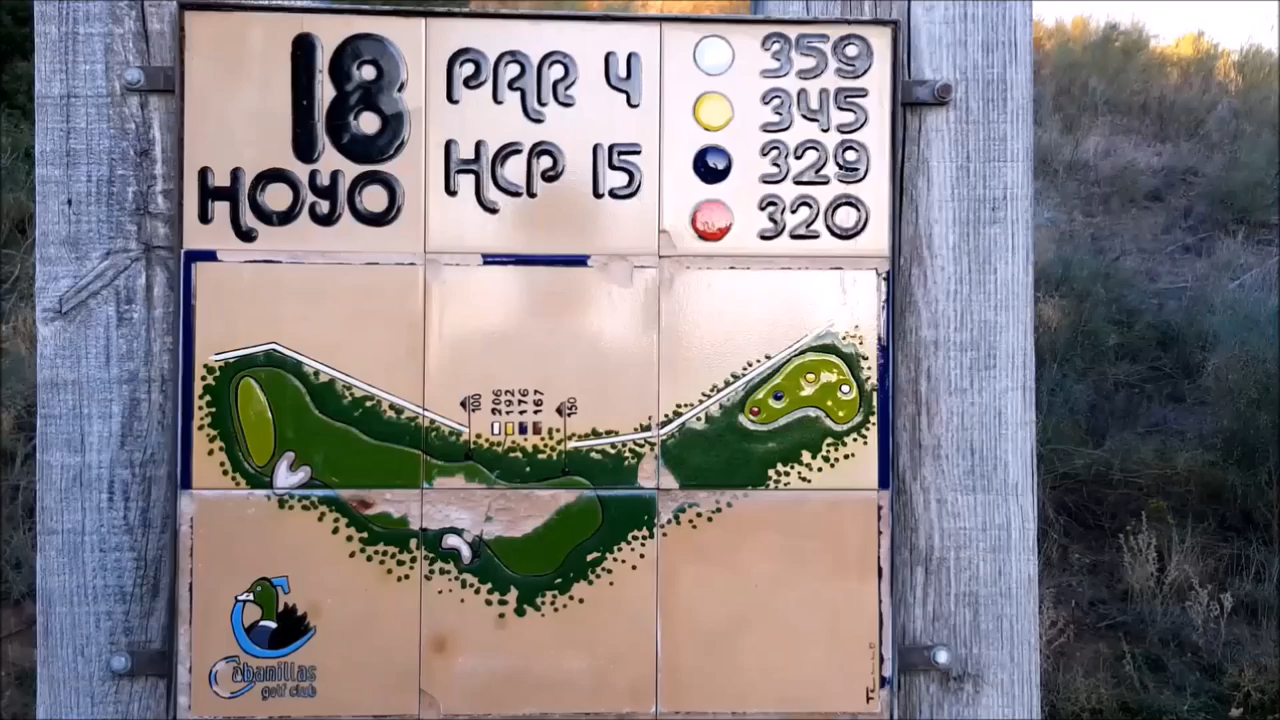 18
HOYO
PAR 4
HCP 15
359
345
329
320
100
206
192
176
167
150
Cabanillas
golf club